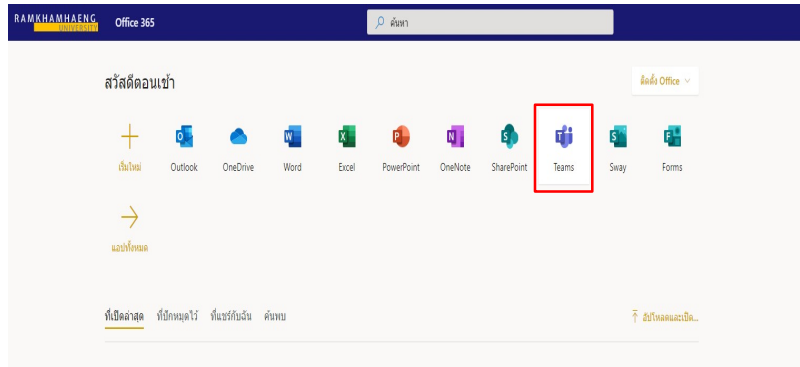 RAMKHAMHAENG UNIVERSITY Office 365 ค้นหา
สวัสดีตอนเช้า ติดตั้ง Office
เริ่มใหม่ Outlook OneDrive Word Excel PowerPoint OneNote SharePoint Teams Sway Forms
แอปทั้งหมด
ที่เปิดล่าสุด ที่ปักหมุดไว้ ที่แชร์กับฉัน ค้นพบ อัปโหลดและเปิด...